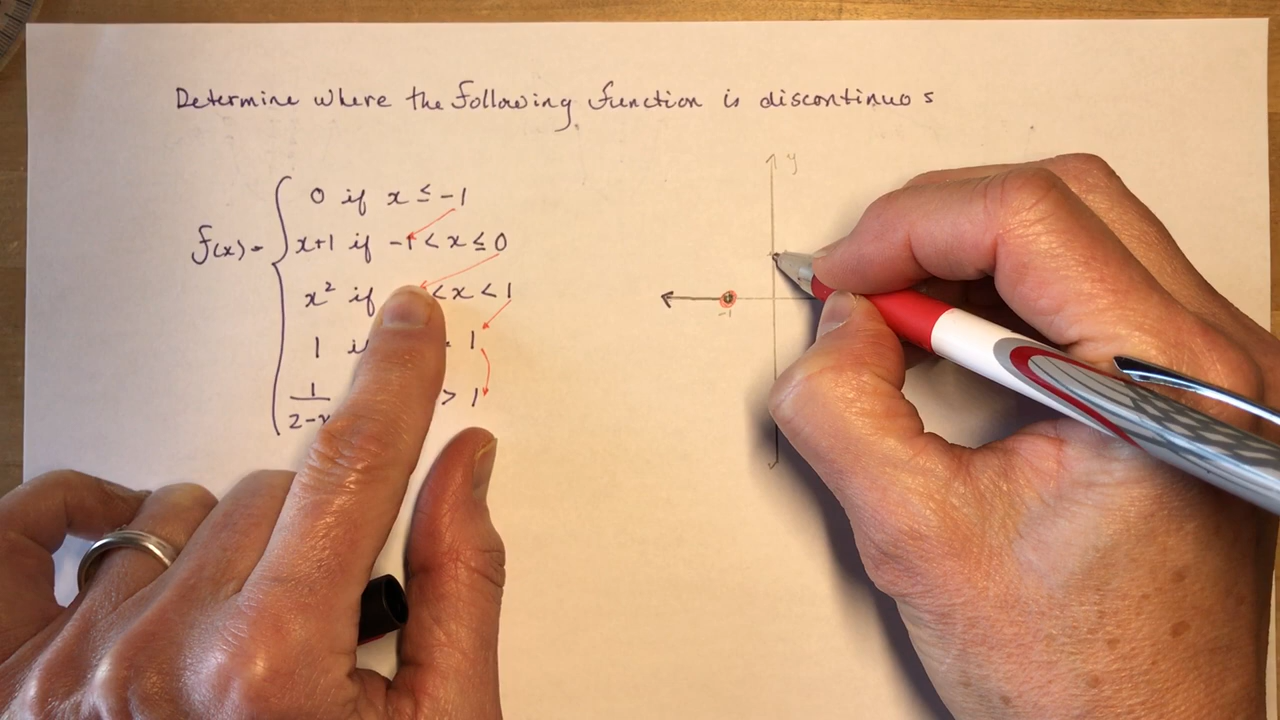 Determine where the following function is discontinuo s
0 if x ≤ -1
f(x) = x+1 if -1 < x ≤ 0
x² if < x < 1
1 1
1/2-x > 1
y
-1